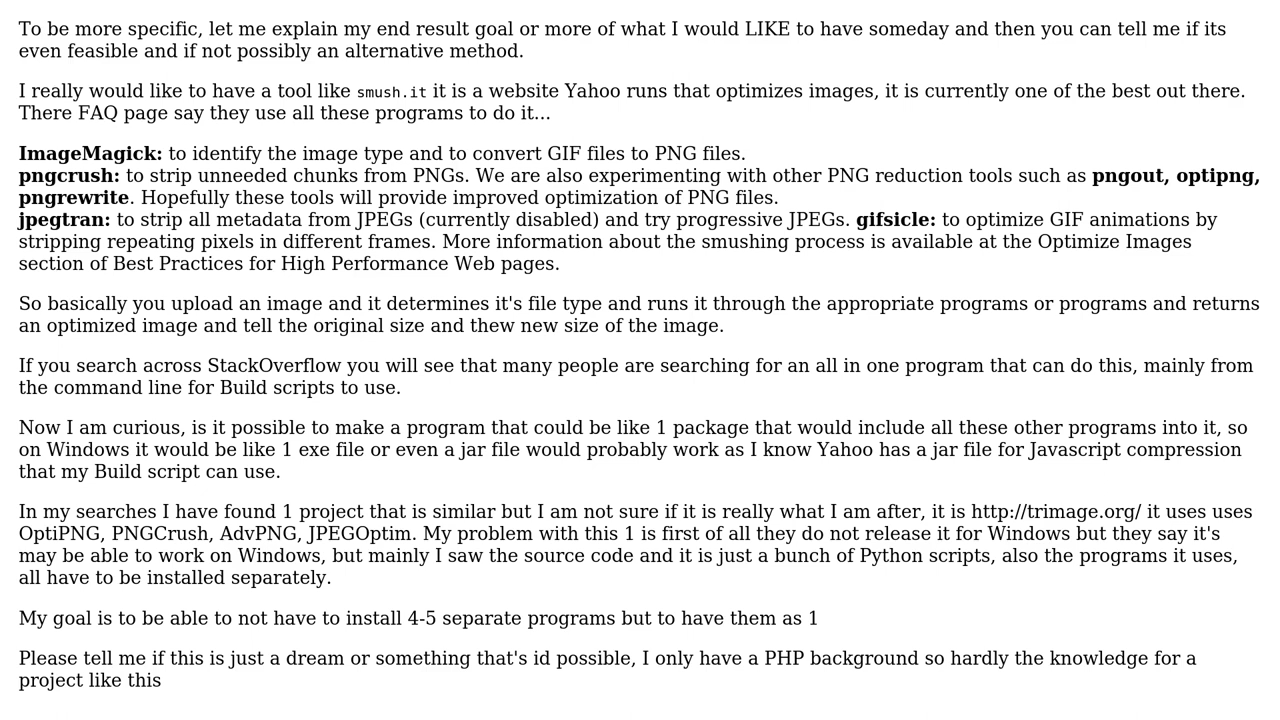 To be more specific, let me explain my end result goal or more of what I would LIKE to have someday and then you can tell me if its
even feasible and if not possibly an alternative method.
I really would like to have a tool like smush.it it is a website Yahoo runs that optimizes images, it is currently one of the best out there.
There FAQ page say they use all these programs to do it...
ImageMagick: to identify the image type and to convert GIF files to PNG files.
pngcrush: to strip unneeded chunks from PNGs. We are also experimenting with other PNG reduction tools such as pngout, optipng,
pngrewrite. Hopefully these tools will provide improved optimization of PNG files.
jpegtran: to strip all metadata from JPEGs (currently disabled) and try progressive JPEGs. gifsicle: to optimize GIF animations by
stripping repeating pixels in different frames. More information about the smushing process is available at the Optimize Images
section of Best Practices for High Performance Web pages.
So basically you upload an image and it determines it's file type and runs it through the appropriate programs or programs and returns
an optimized image and tell the original size and thew new size of the image.
If you search across StackOverflow you will see that many people are searching for an all in one program that can do this, mainly from
the command line for Build scripts to use.
Now I am curious, is it possible to make a program that could be like 1 package that would include all these other programs into it, so
on Windows it would be like 1 exe file or even a jar file would probably work as I know Yahoo has a jar file for Javascript compression
that my Build script can use.
In my searches I have found 1 project that is similar but I am not sure if it is really what I am after, it is http://trimage.org/ it uses uses
OptiPNG, PNGCrush, AdvPNG, JPEGOptim. My problem with this 1 is first of all they do not release it for Windows but they say it's
may be able to work on Windows, but mainly I saw the source code and it is just a bunch of Python scripts, also the programs it uses,
all have to be installed separately.
My goal is to be able to not have to install 4-5 separate programs but to have them as 1
Please tell me if this is just a dream or something that's id possible, I only have a PHP background so hardly the knowledge for a
project like this